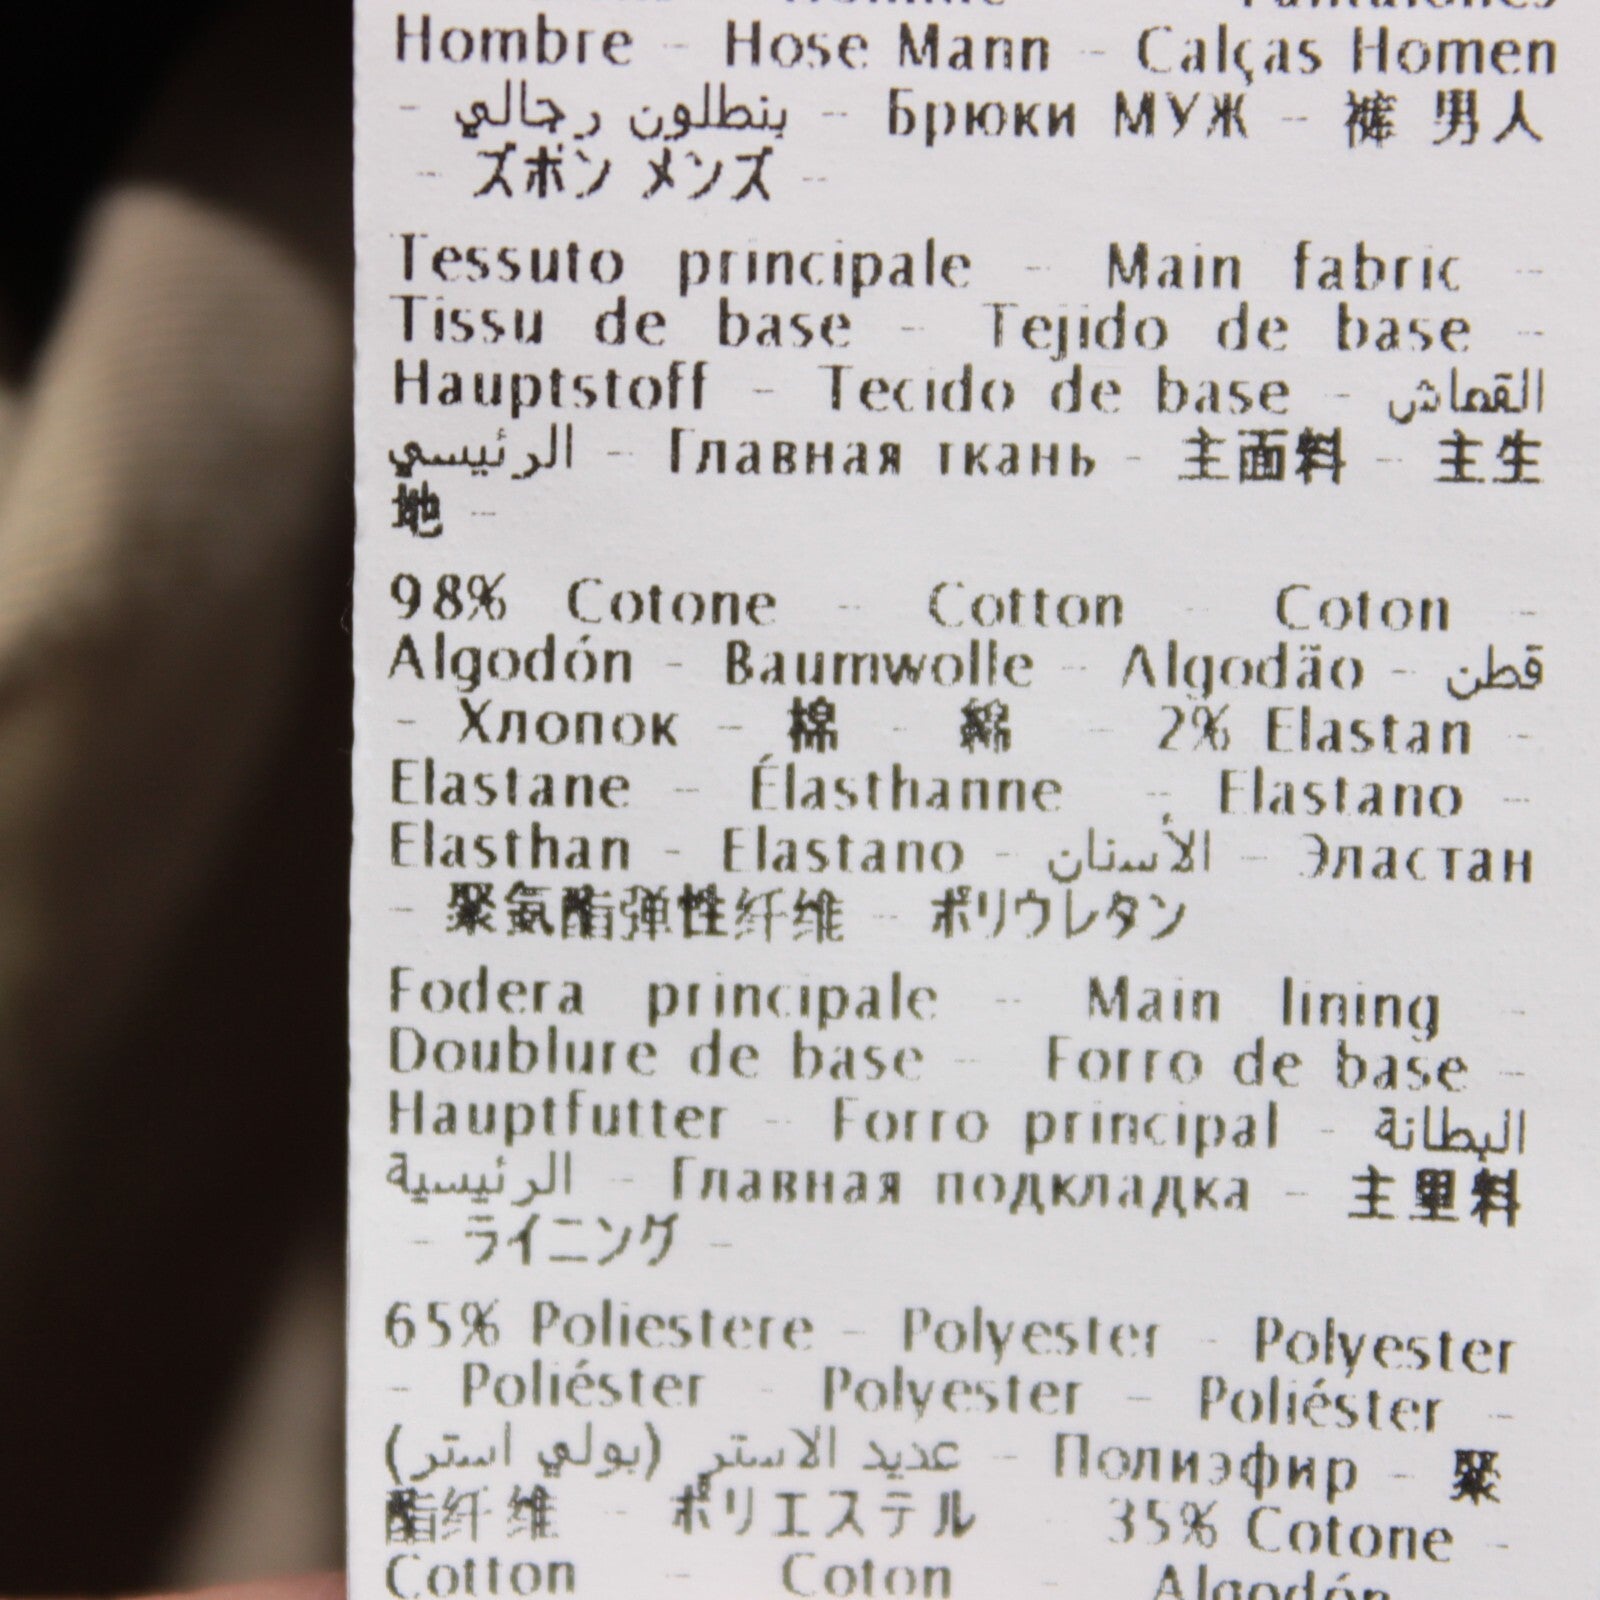 Homme - Pantalones
Hombre - Hose Mann - Calças Homen
- بنطلون رجالي - Брюки МУЖ - 裤 男人
- ズボン メンズ -
Tessuto principale - Main fabric -
Tissu de base - Tejido de base -
Hauptstoff - Tecido de base - القماش
الرئيسي - Главная ткань - 主面料 - 主生
地 -
98% Cotone - Cotton - Coton -
Algodón - Baumwolle - Algodão - قطن
- Хлопок - 棉 - 綿 - 2% Elastan -
Elastane - Élasthanne - Elastano -
Elasthan - Elastano - الأستان - Эластан
- 聚氨酯弹性纤维 - ポリウレタン
Fodera principale - Main lining -
Doublure de base - Forro de base -
Hauptfutter - Forro principal - البطانة
الرئيسية - Главная подкладка - 主里料
- ライニング -
65% Poliestere - Polyester - Polyester
- Poliéster - Polyester - Poliéster -
عديد الاستر (بولي استر) - Полиэфир - 聚
酯纤维 - ポリエステル - 35% Cotone -
Cotton - Coton - Algodón